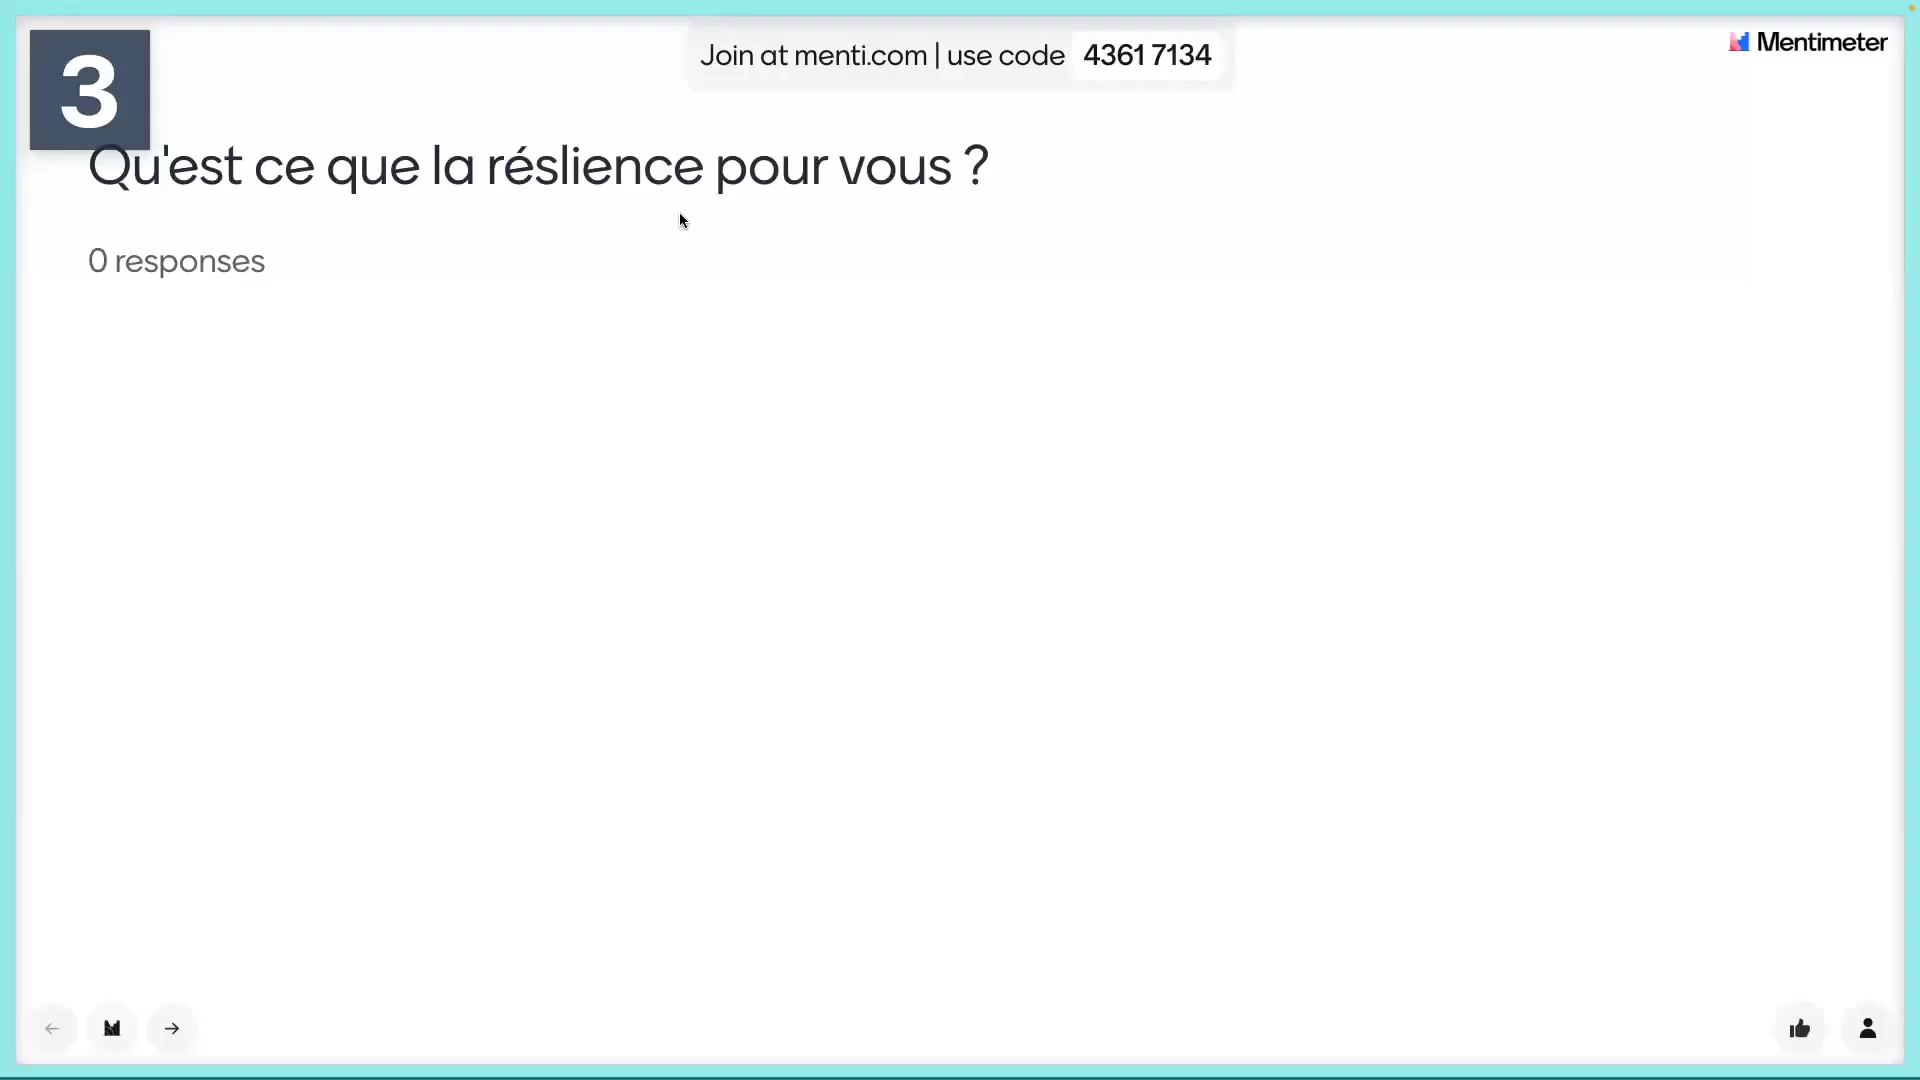 Join at menti.com | use code 4361 7134
Mentimeter
3
Qu'est ce que la réslience pour vous ?
0 responses